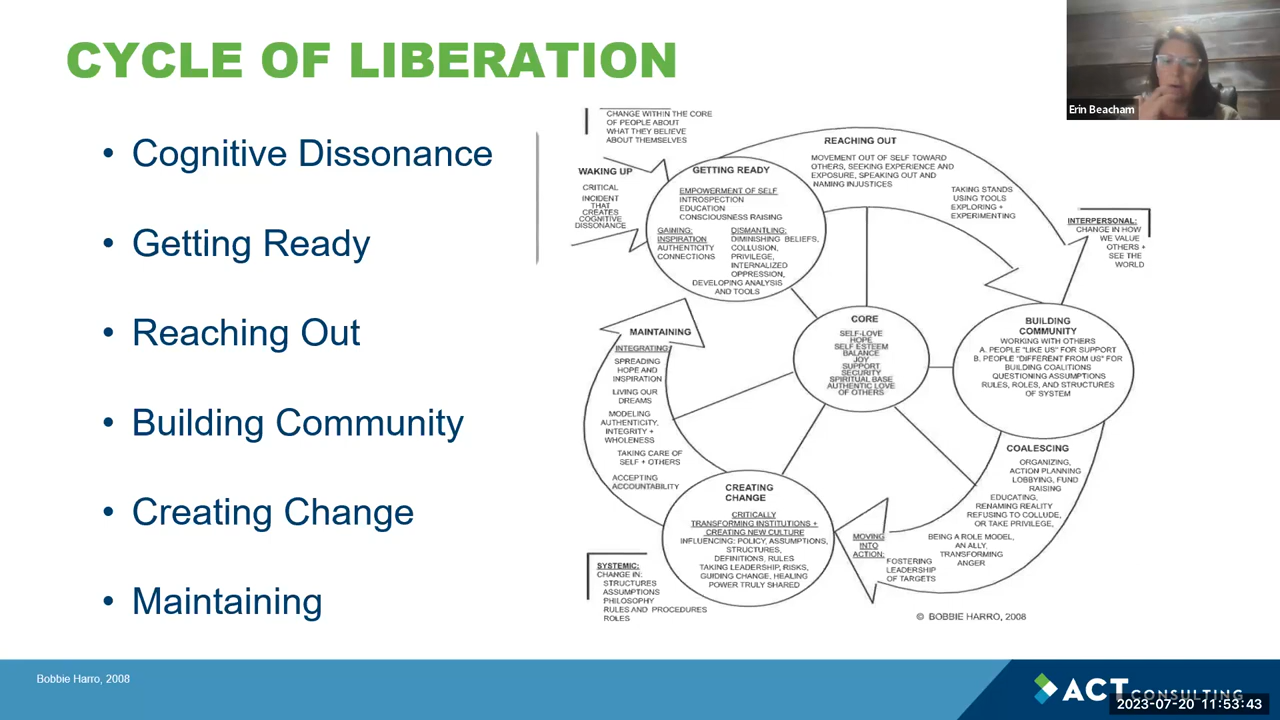 CYCLE OF LIBERATION
Erin Beacham
• Cognitive Dissonance
• Getting Ready
• Reaching Out
• Building Community
• Creating Change
• Maintaining
CHANGE WITHIN THE CORE
OF PEOPLE ABOUT
WHAT THEY BELIEVE
ABOUT THEMSELVES
WAKING UP
CRITICAL
INCIDENT
THAT
CREATES
COGNITIVE
DISSONANCE
GETTING READY
EMPOWERMENT OF SELF
INTROSPECTION
EDUCATION
CONSCIOUSNESS RAISING
GAINING:
INSPIRATION
AUTHENTICITY
CONNECTIONS
DISMANTLING:
DIMINISHING BELIEFS,
COLLUSION,
PRIVILEGE,
INTERNALIZED
OPPRESSION,
DEVELOPING ANALYSIS
AND TOOLS
REACHING OUT
MOVEMENT OUT OF SELF TOWARD
OTHERS, SEEKING EXPERIENCE AND
EXPOSURE, SPEAKING OUT AND
NAMING INJUSTICES
TAKING STANDS
USING TOOLS
EXPLORING +
EXPERIMENTING
INTERPERSONAL:
CHANGE IN HOW
WE VALUE
OTHERS +
SEE THE
WORLD
BUILDING
COMMUNITY
WORKING WITH OTHERS
A. PEOPLE "LIKE US" FOR SUPPORT
B. PEOPLE "DIFFERENT FROM US" FOR
BUILDING COALITIONS
QUESTIONING ASSUMPTIONS
RULES, ROLES, AND STRUCTURES
OF SYSTEM
CORE
SELF-LOVE
HOPE
SELF ESTEEM
BALANCE
JOY
SUPPORT
SECURITY
SPIRITUAL BASE
AUTHENTIC LOVE
OF OTHERS
COALESCING
ORGANIZING,
ACTION PLANNING
LOBBYING, FUND
RAISING
EDUCATING,
RENAMING REALITY
REFUSING TO COLLUDE,
OR TAKE PRIVILEGE,
BEING A ROLE MODEL,
AN ALLY,
TRANSFORMING
ANGER
MOVING
INTO
ACTION:
FOSTERING
LEADERSHIP
OF TARGETS
CREATING
CHANGE
CRITICALLY
TRANSFORMING INSTITUTIONS +
CREATING NEW CULTURE
INFLUENCING: POLICY, ASSUMPTIONS,
STRUCTURES,
DEFINITIONS, RULES
TAKING LEADERSHIP, RISKS,
GUIDING CHANGE, HEALING
POWER TRULY SHARED
MAINTAINING
INTEGRATING:
SPREADING
HOPE AND
INSPIRATION
LIVING OUR
DREAMS
MODELING
AUTHENTICITY,
INTEGRITY +
WHOLENESS
TAKING CARE OF
SELF + OTHERS
ACCEPTING
ACCOUNTABILITY
SYSTEMIC:
CHANGE IN:
STRUCTURES
ASSUMPTIONS
PHILOSOPHY
RULES AND PROCEDURES
ROLES
© BOBBIE HARRO, 2008
Bobbie Harro, 2008
ACT CONSULTING
2023-07-20 11:53:43